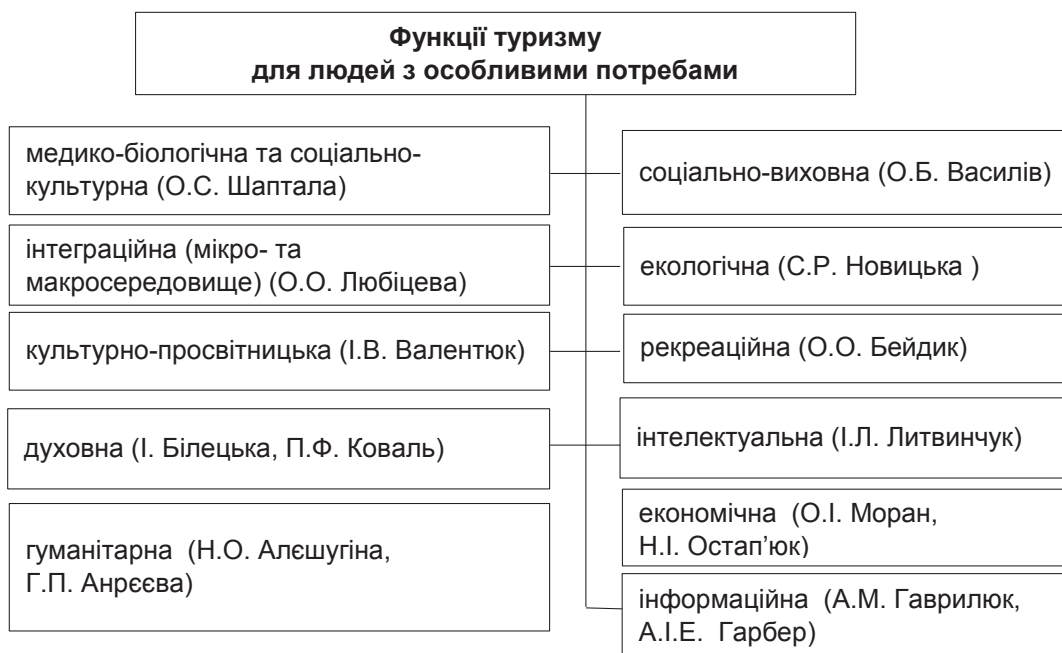 Функції туризму
для людей з особливими потребами
медико-біологічна та соціально-
культурна (О.С. Шаптала)
інтеграційна (мікро- та
макросередовище) (О.О. Любіцева)
культурно-просвітницька (І.В. Валентюк)
духовна (І. Білецька, П.Ф. Коваль)
гуманітарна (Н.О. Алєшугіна,
Г.П. Анрєєва)
соціально-виховна (О.Б. Василів)
екологічна (С.Р. Новицька )
рекреаційна (О.О. Бейдик)
інтелектуальна (І.Л. Литвинчук)
економічна (О.І. Моран,
Н.І. Остап’юк)
інформаційна (А.М. Гаврилюк,
А.І.Е. Гарбер)